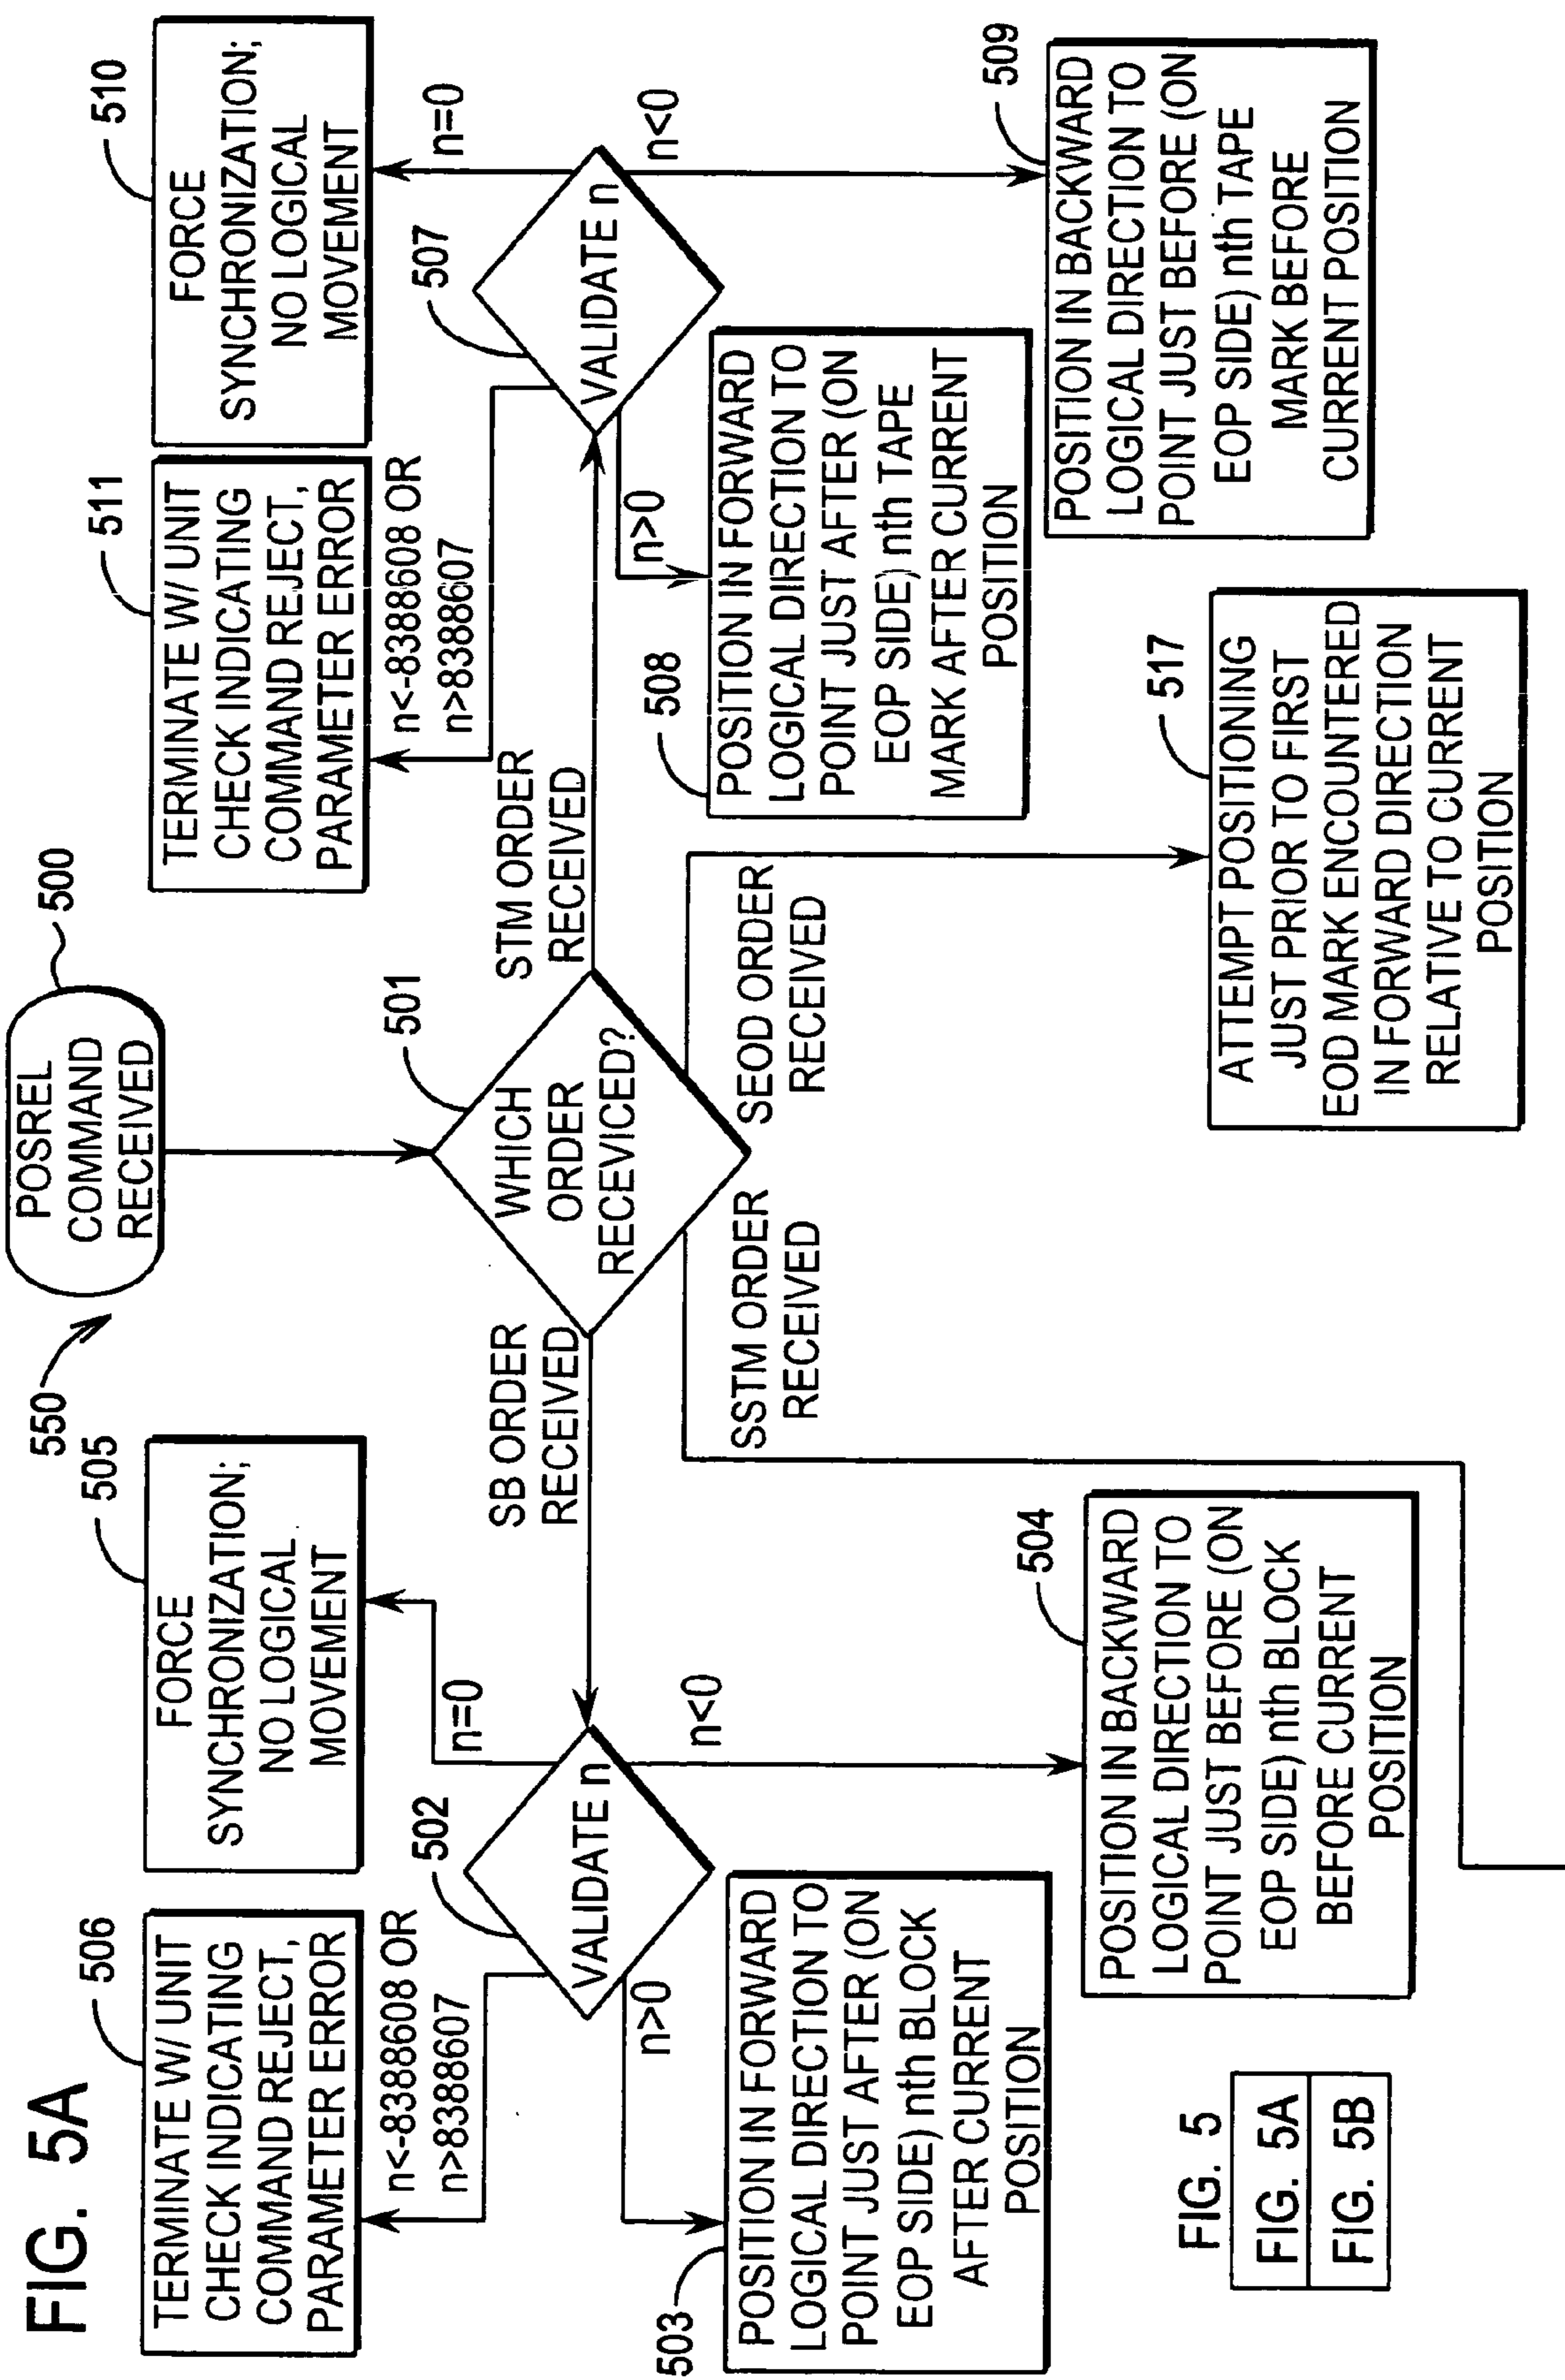 FIG. 5A
550
POSREL
COMMAND
RECEIVED
500
506
TERMINATE W/ UNIT
CHECK INDICATING
COMMAND REJECT,
PARAMETER ERROR
505
FORCE
SYNCHRONIZATION;
NO LOGICAL
MOVEMENT
511
TERMINATE W/ UNIT
CHECK INDICATING
COMMAND REJECT,
PARAMETER ERROR
510
FORCE
SYNCHRONIZATION;
NO LOGICAL
MOVEMENT
n<-8388608 OR
n>8388607
n=0
502
VALIDATE n
n>0
n<0
SB ORDER
RECEIVED
501
WHICH
ORDER
RECEVICED?
STM ORDER
RECEIVED
n<-8388608 OR
n>8388607
n=0
507
VALIDATE n
n>0
n<0
SSTM ORDER
RECEIVED
SEOD ORDER
RECEIVED
503
POSITION IN FORWARD
LOGICAL DIRECTION TO
POINT JUST AFTER (ON
EOP SIDE) nth BLOCK
AFTER CURRENT
POSITION
508
POSITION IN FORWARD
LOGICAL DIRECTION TO
POINT JUST AFTER (ON
EOP SIDE) nth TAPE
MARK AFTER CURRENT
POSITION
504
POSITION IN BACKWARD
LOGICAL DIRECTION TO
POINT JUST BEFORE (ON
EOP SIDE) nth BLOCK
BEFORE CURRENT
POSITION
509
POSITION IN BACKWARD
LOGICAL DIRECTION TO
POINT JUST BEFORE (ON
EOP SIDE) nth TAPE
MARK BEFORE
CURRENT POSITION
517
ATTEMPT POSITIONING
JUST PRIOR TO FIRST
EOD MARK ENCOUNTERED
IN FORWARD DIRECTION
RELATIVE TO CURRENT
POSITION
FIG. 5
FIG. 5A
FIG. 5B